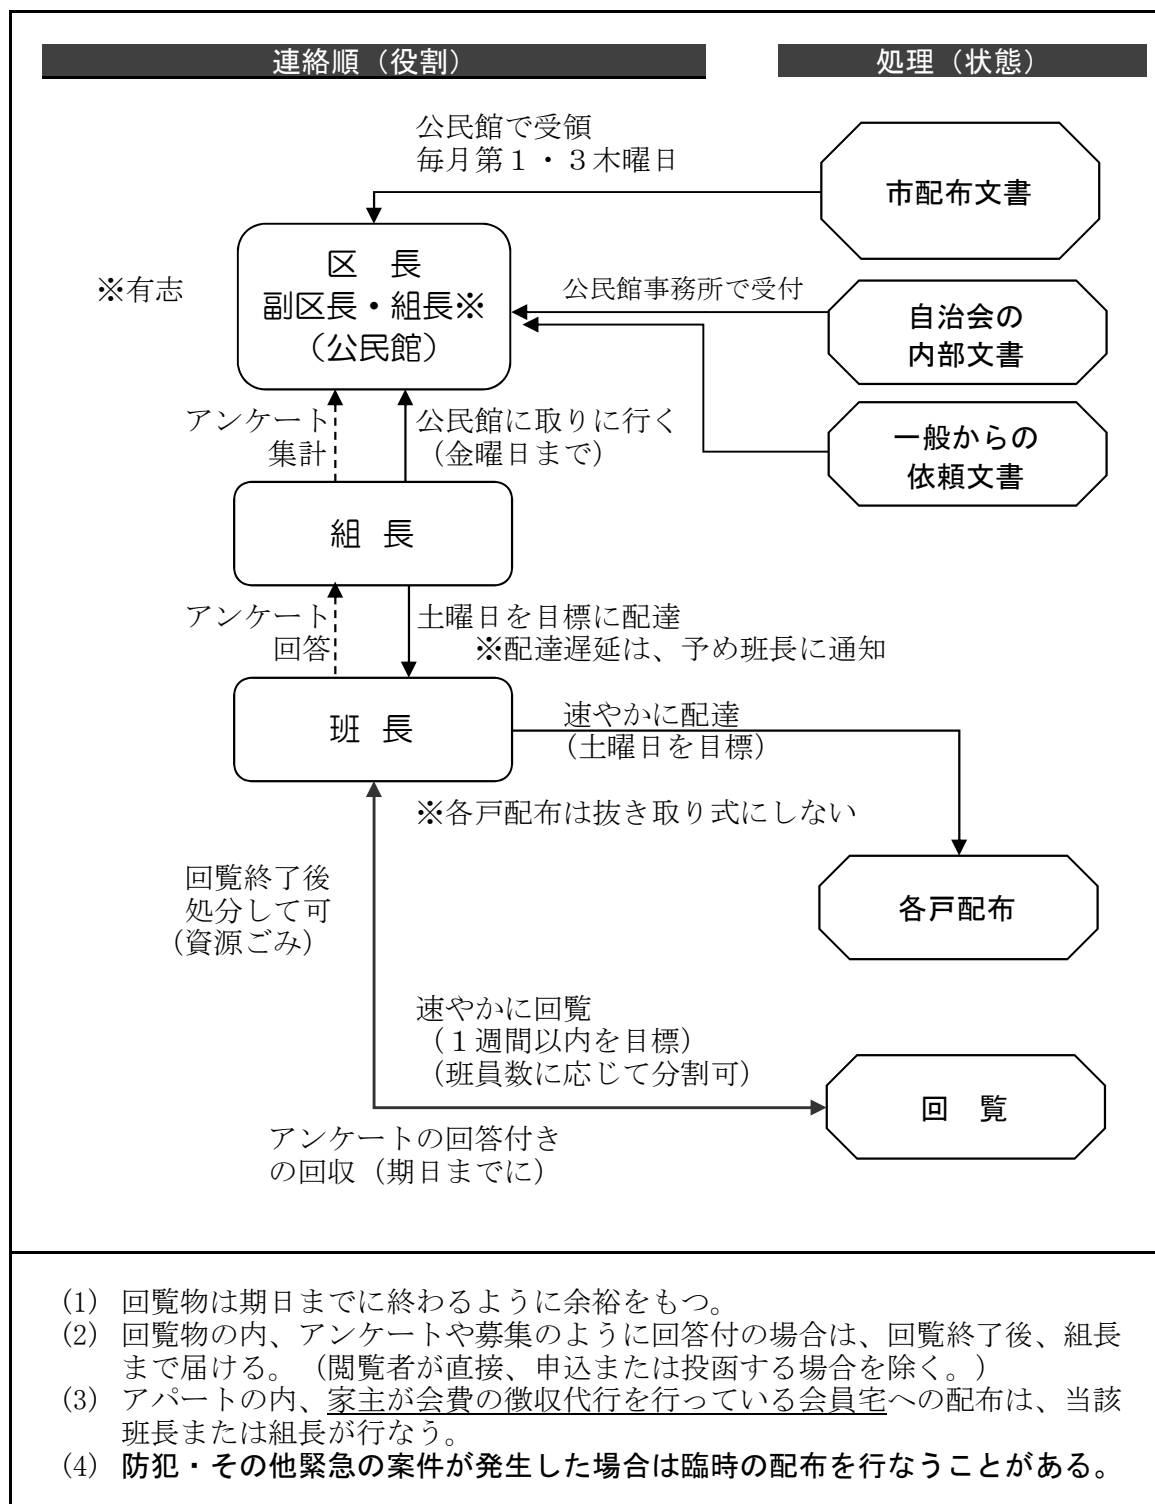 連絡順（役割）
処理（状態）
公民館で受領
毎月第１・３木曜日
市配布文書
区　長
副区長・組長※
（公民館）
※有志
公民館事務所で受付
自治会の
内部文書
一般からの
依頼文書
アンケート
集計
公民館に取りに行く
（金曜日まで）
組 長
アンケート
回答
土曜日を目標に配達
※配達遅延は、予め班長に通知
班 長
速やかに配達
（土曜日を目標）
※各戸配布は抜き取り式にしない
各戸配布
回覧終了後
処分して可
（資源ごみ）
速やかに回覧
（１週間以内を目標）
（班員数に応じて分割可）
回　覧
アンケートの回答付き
の回収（期日までに）
(1) 回覧物は期日までに終わるように余裕をもつ。
(2) 回覧物の内、アンケートや募集のように回答付の場合は、回覧終了後、組長
まで届ける。（閲覧者が直接、申込または投函する場合を除く。）
(3) アパートの内、家主が会費の徴収代行を行っている会員宅への配布は、当該
班長または組長が行なう。
(4) 防犯・その他緊急の案件が発生した場合は臨時の配布を行なうことがある。